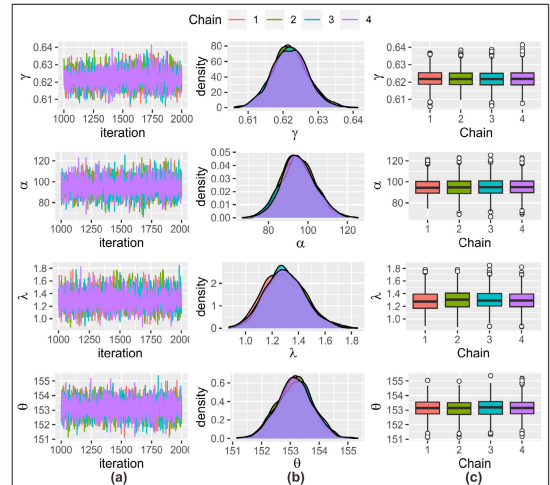 Chain 1 2 3 4
γ
0.64
0.63
0.62
0.61
1000 1250 1500 1750 2000
iteration
density
80
60
40
20
0
0.61 0.62 0.63 0.64
γ
γ
0.64
0.63
0.62
0.61
1 2 3 4
Chain
α
120
100
80
1000 1250 1500 1750 2000
iteration
density
0.05
0.04
0.03
0.02
0.01
0.00
80 100 120
α
α
120
100
80
1 2 3 4
Chain
λ
1.8
1.6
1.4
1.2
1.0
1000 1250 1500 1750 2000
iteration
density
2
0
1.0 1.2 1.4 1.6 1.8
λ
λ
1.8
1.6
1.4
1.2
1.0
1 2 3 4
Chain
θ
155
154
153
152
151
1000 1250 1500 1750 2000
iteration
(a)
density
0.6
0.4
0.2
0.0
151 152 153 154 155
θ
(b)
θ
155
154
153
152
151
1 2 3 4
Chain
(c)